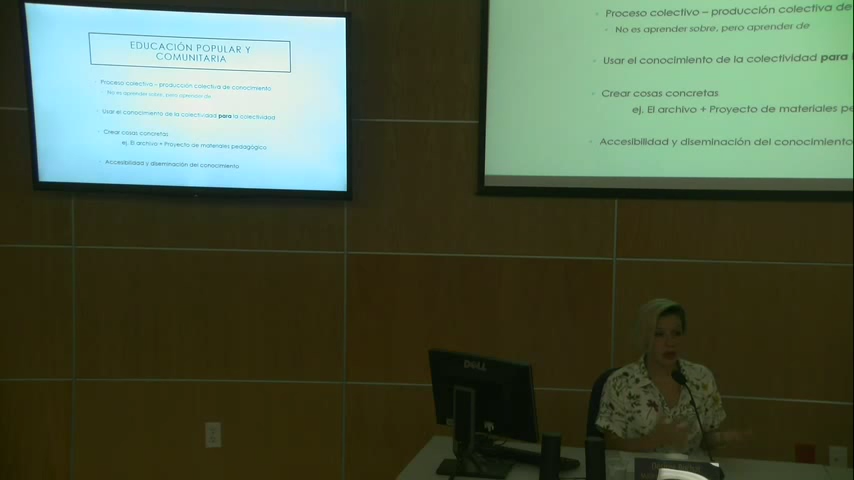 EDUCACIÓN POPULAR Y
COMUNITARIA
Proceso colectivo – producción colectiva de conocimiento
No es aprender sobre, pero aprender de
Usar el conocimiento de la colectividad para la colectividad
Crear cosas concretas
ej. El archivo + Proyecto de materiales pedagógico
Accesibilidad y diseminación del conocimiento
Proceso colectivo – producción colectiva de
No es aprender sobre, pero aprender de
Usar el conocimiento de la colectividad para
Crear cosas concretas
ej. El archivo + Proyecto de materiales
Accesibilidad y diseminación del conocimiento
DELL